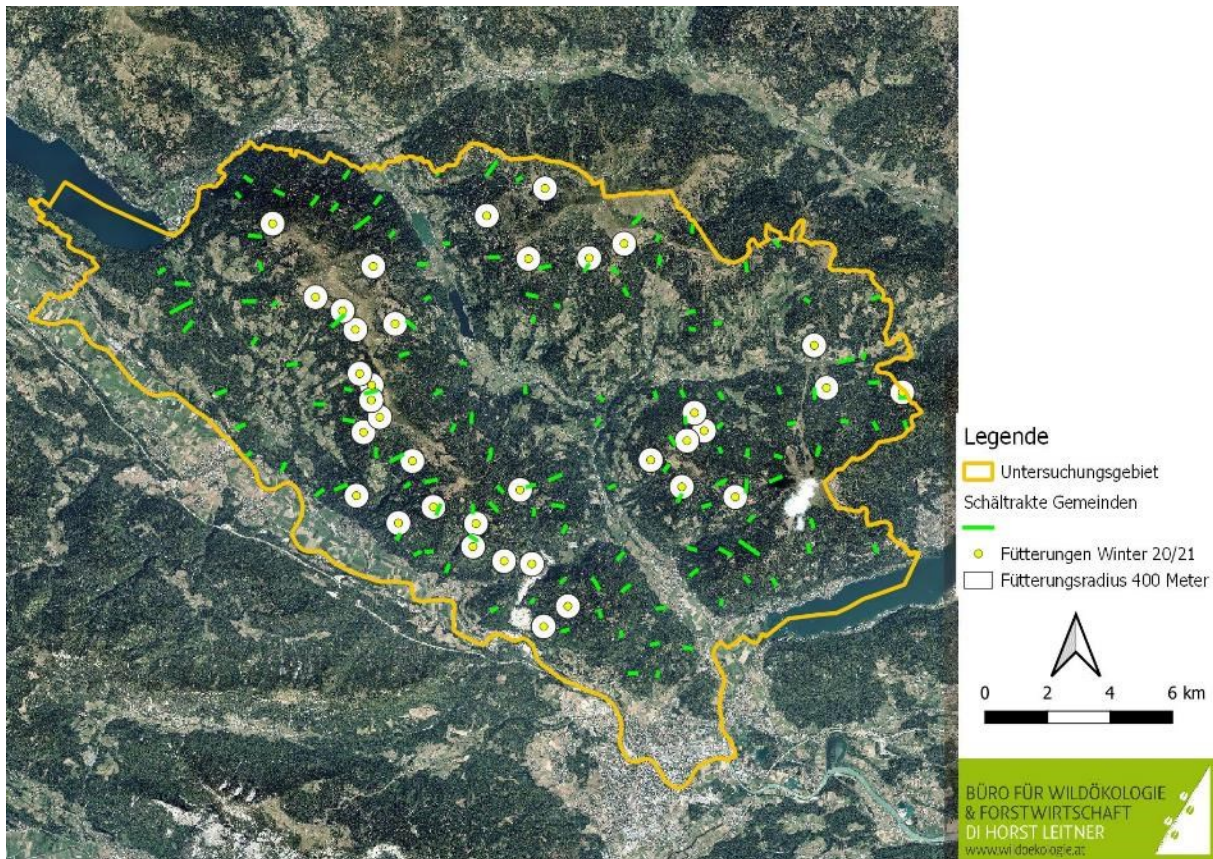 Legende
Untersuchungsgebiet
Schältrakte Gemeinden
Fütterungen Winter 20/21
Fütterungsradius 400 Meter
0 2 4 6 km
BÜRO FÜR WILDÖKOLOGIE
& FORSTWIRTSCHAFT
DI HORST LEITNER
www.wildoekologie.at